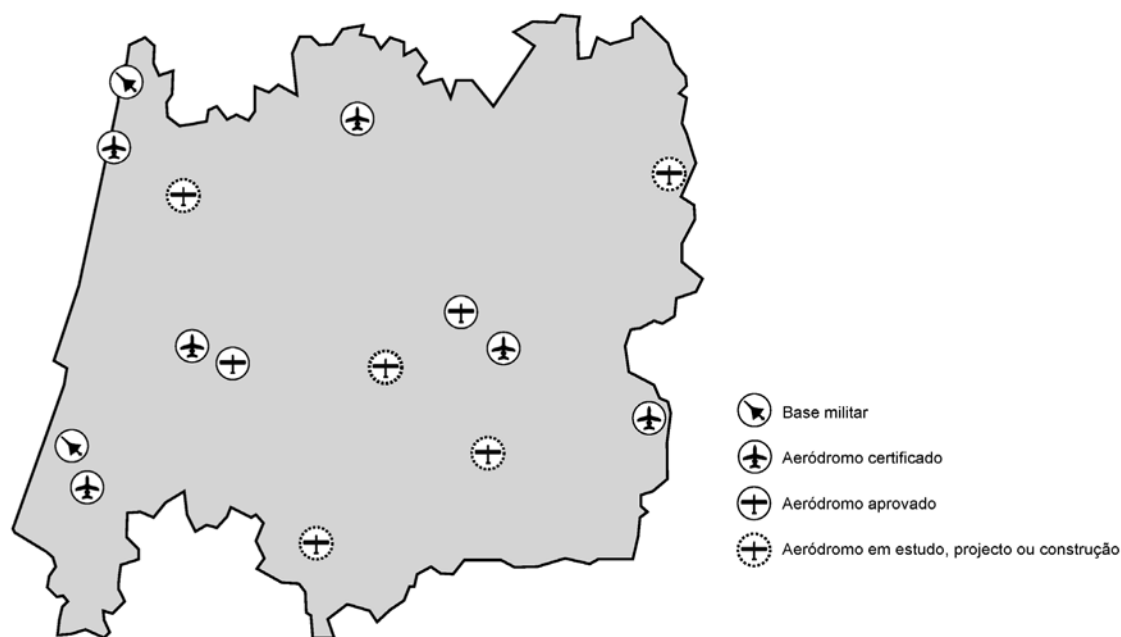 Base militar
Aeródromo certificado
Aeródromo aprovado
Aeródromo em estudo, projecto ou construção